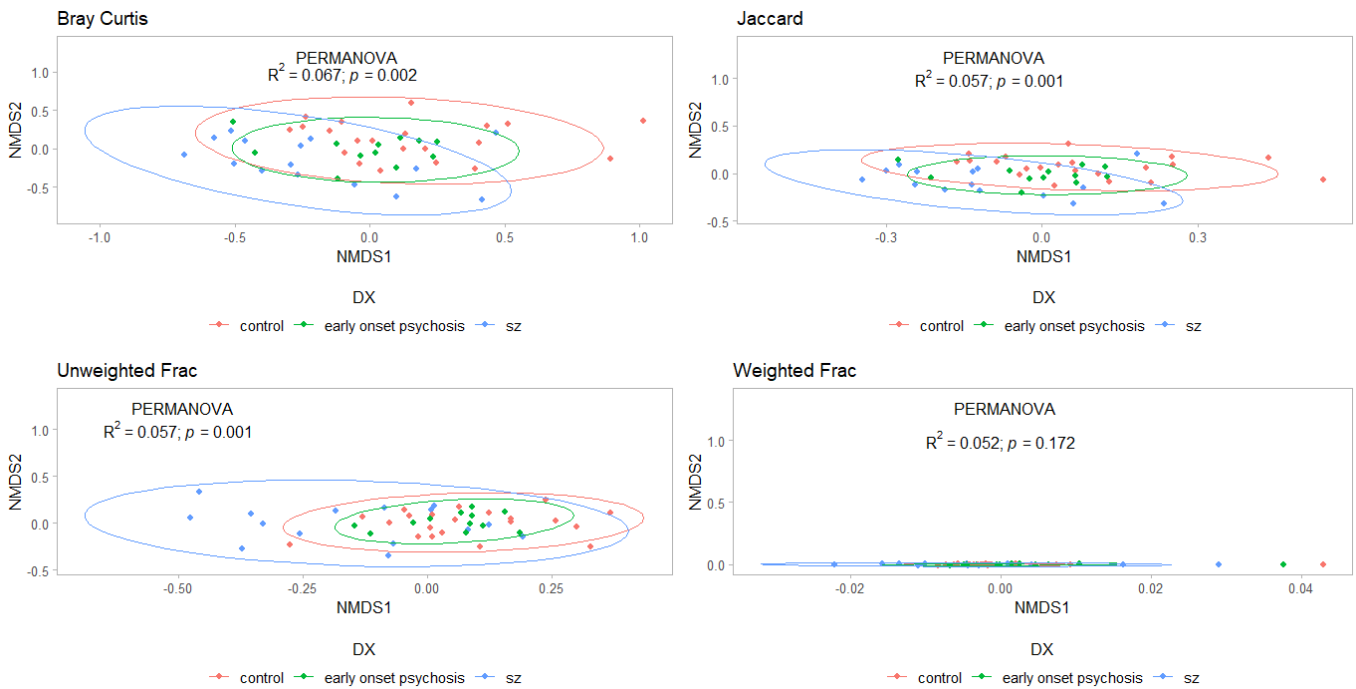 Bray Curtis
PERMANOVA
R2 = 0.067; p = 0.002
1.0
0.5
0.0
-0.5
NMDS2
-1.0 -0.5 0.0 0.5 1.0
NMDS1
DX
control early onset psychosis sz
Jaccard
PERMANOVA
R2 = 0.057; p = 0.001
1.0
0.5
0.0
-0.5
NMDS2
-0.3 0.0 0.3
NMDS1
DX
control early onset psychosis sz
Unweighted Frac
PERMANOVA
R2 = 0.057; p = 0.001
1.0
0.5
0.0
-0.5
NMDS2
-0.50 -0.25 0.00 0.25
NMDS1
DX
control early onset psychosis sz
Weighted Frac
PERMANOVA
R2 = 0.052; p = 0.172
1.0
0.5
0.0
NMDS2
-0.02 0.00 0.02 0.04
NMDS1
DX
control early onset psychosis sz